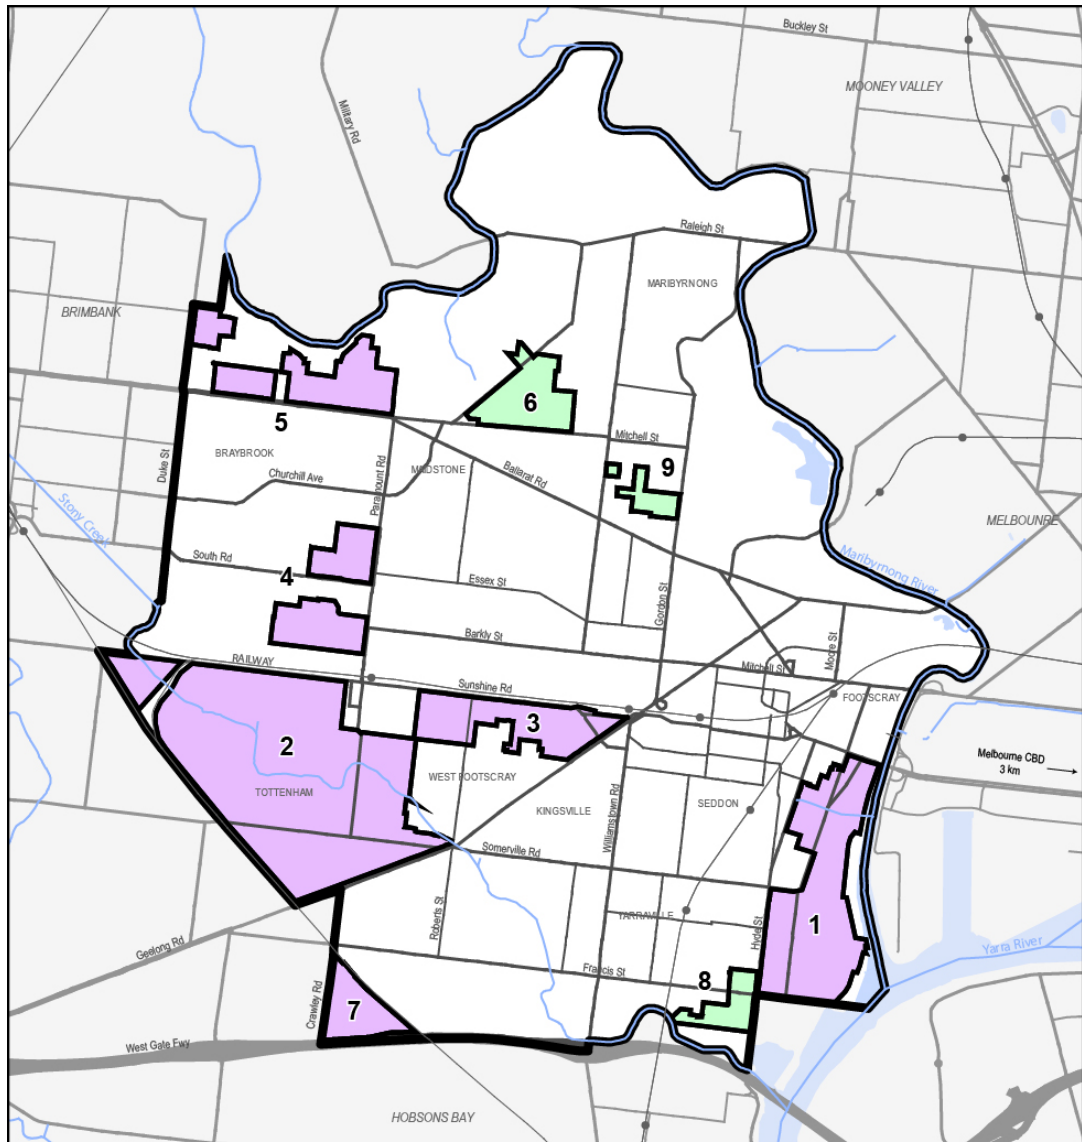 Buckley St
MOONEY VALLEY
Military Rd
Raleigh St
MARIBYRNONG
BRIMBANK
6
5
Mitchell St
BRAYBROOK
Duke St
Churchill Ave
Paramount Rd
MIDSTONE
Ballarat Rd
9
Stony Creek
MELBOUNRE
Maribyrnong River
South Rd
4
Essex St
Gordon St
Barkly St
Mitchell St
Moore St
RAILWAY
Sunshine Rd
FOOTSCRAY
3
2
Melbourne CBD
3 km
WEST FOOTSCRAY
TOTTENHAM
KINGSVILLE
Williamstown Rd
SEDDON
Somerville Rd
Roberts St
YARRAVILLE
Hyde St
1
Geelong Rd
Yarra River
Francis St
8
Crawley Rd
7
West Gate Fwy
HOBSONS BAY